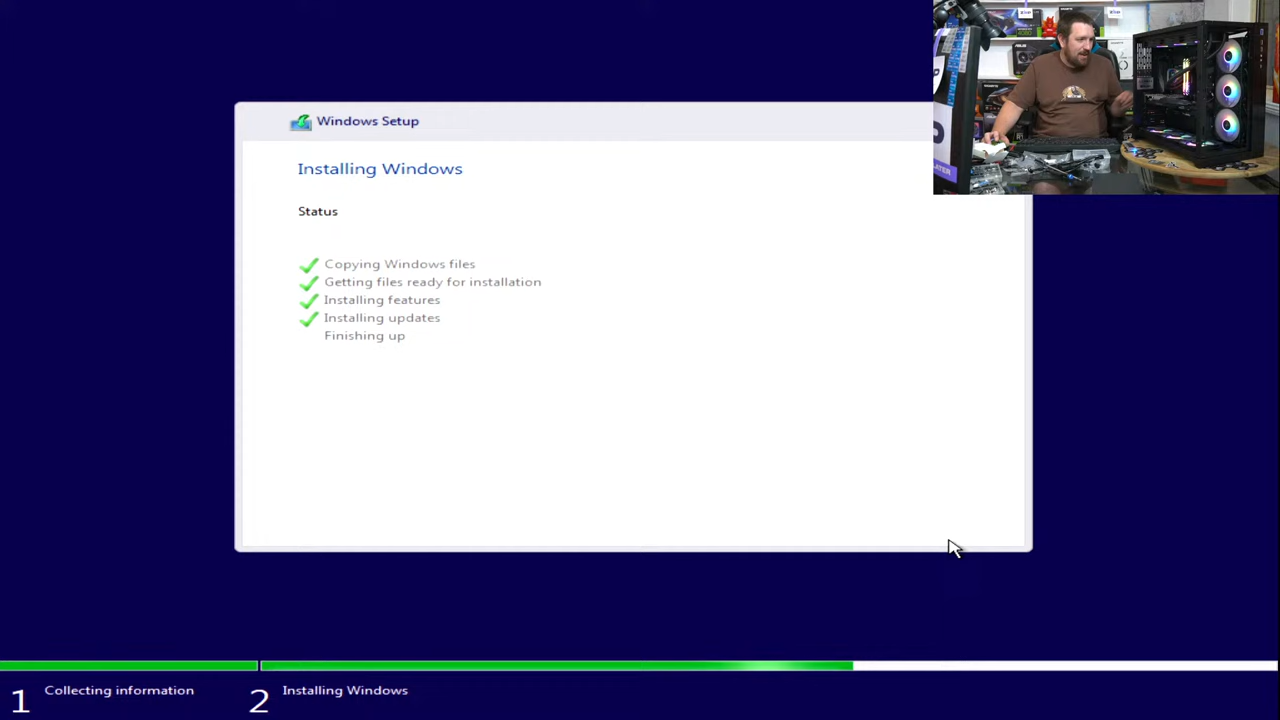 Windows Setup
Installing Windows
Status
Copying Windows files
Getting files ready for installation
Installing features
Installing updates
Finishing up
1 Collecting information
2 Installing Windows